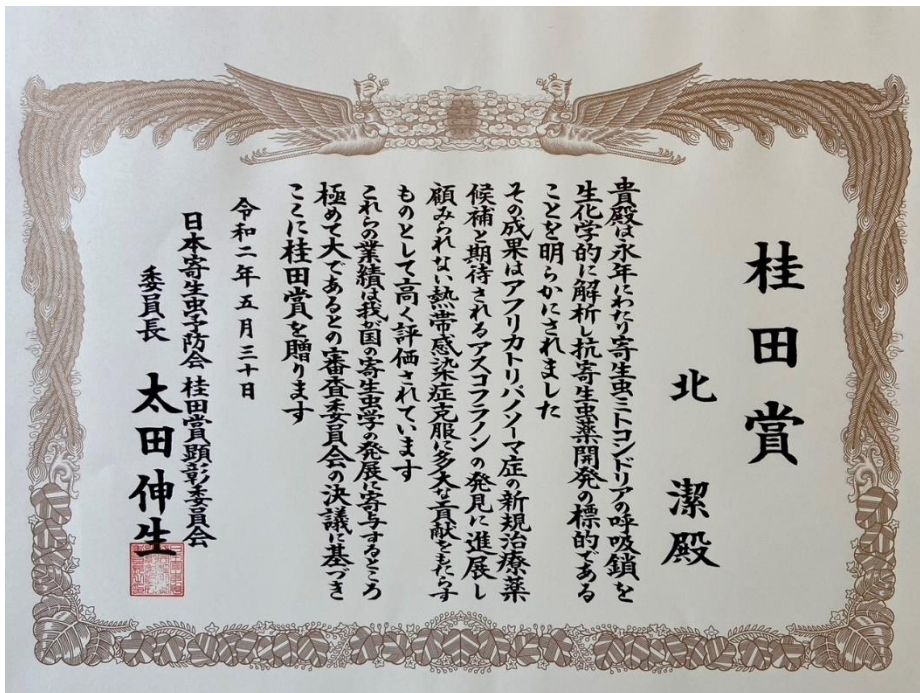 桂田賞
北 潔殿
貴殿は永年にわたり寄生虫ミトコンドリアの呼吸鎖を
生化学的に解析し抗寄生虫薬開発の標的である
ことを明らかにされました
その成果はアフリカトリパノソーマ症の新規治療薬
候補と期待されるアスコフラノンの発見に進展し
顧みられない熱帯感染症克服に多大な貢献をもたらす
ものとして高く評価されています
これらの業績は我が国の寄生虫学の発展に寄与するところ
極めて大であるとの審査委員会の決議に基づき
ここに桂田賞を贈ります
令和二年五月三十日
日本寄生虫予防会 桂田賞顕彰委員会
委員長 太田伸生